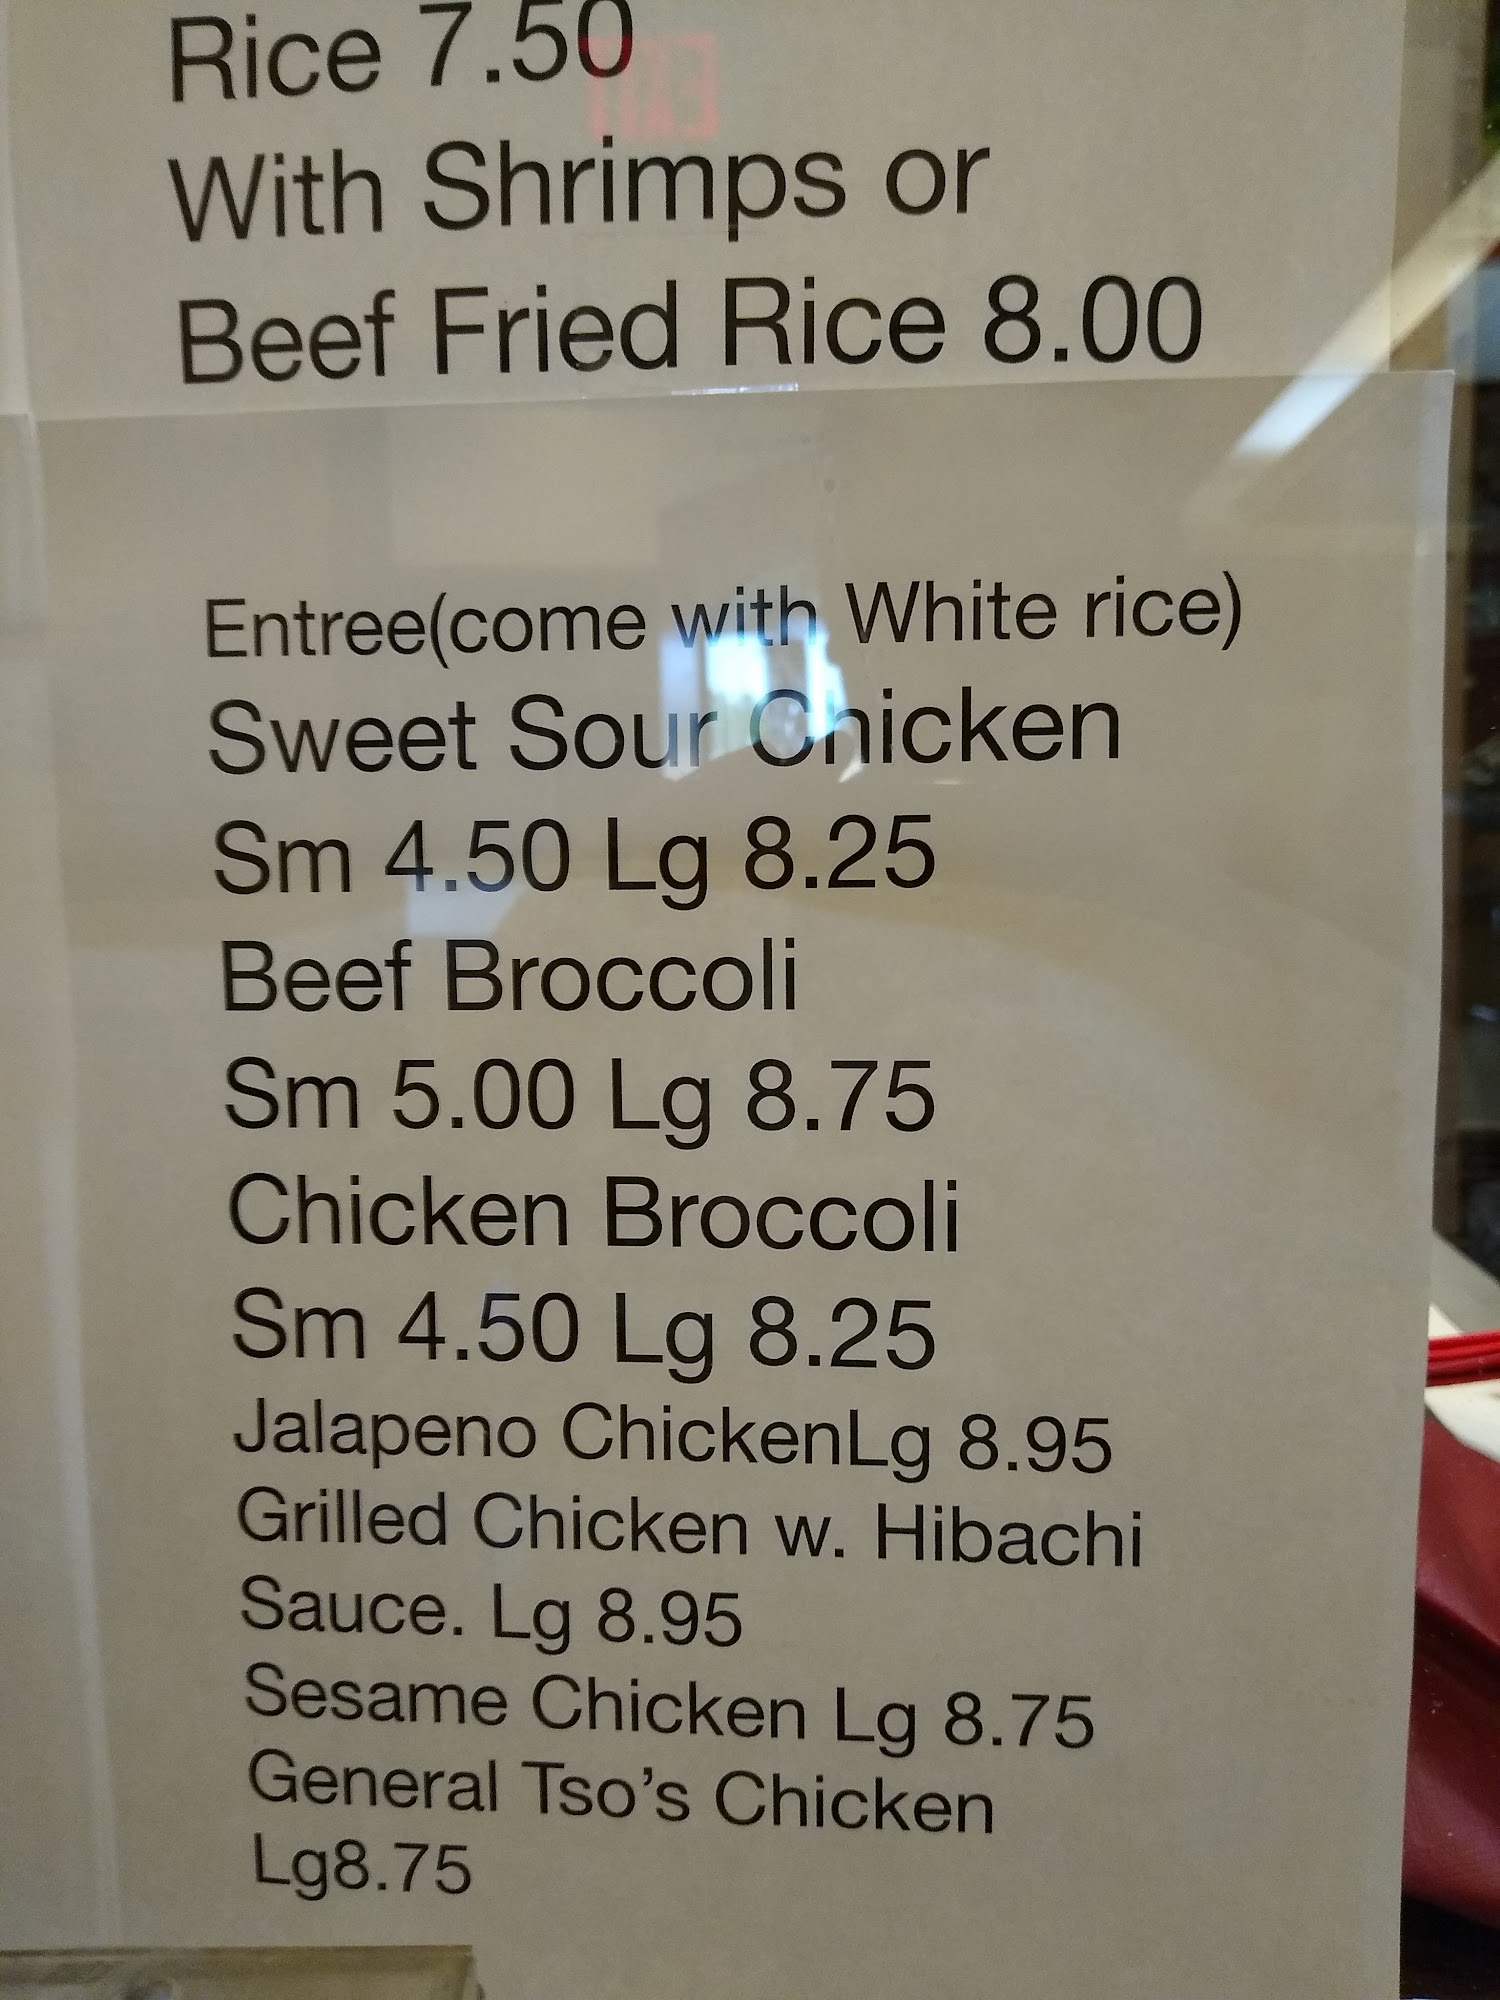 Rice 7.50
EXIT
With Shrimps or
Beef Fried Rice 8.00
Entree(come with White rice)
Sweet Sour Chicken
Sm 4.50 Lg 8.25
Beef Broccoli
Sm 5.00 Lg 8.75
Chicken Broccoli
Sm 4.50 Lg 8.25
Jalapeno ChickenLg 8.95
Grilled Chicken w. Hibachi
Sauce. Lg 8.95
Sesame Chicken Lg 8.75
General Tso's Chicken
Lg8.75